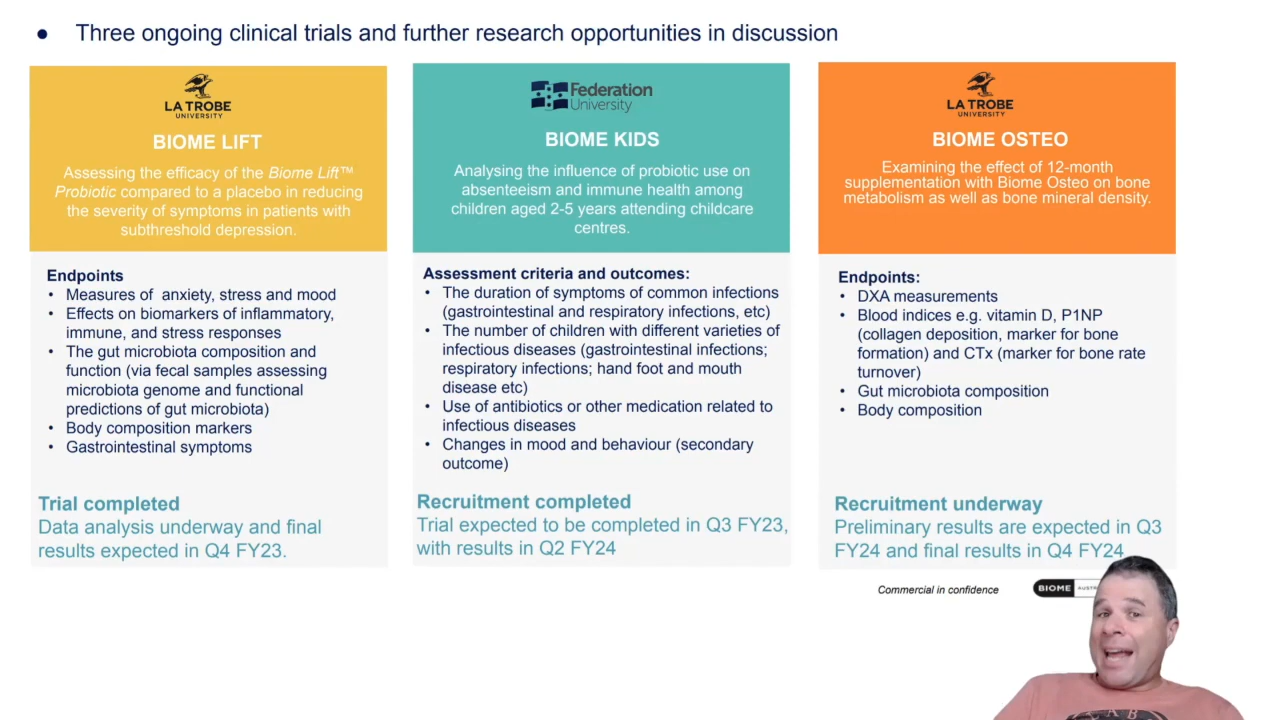 ● Three ongoing clinical trials and further research opportunities in discussion
LA TROBE
UNIVERSITY
BIOME LIFT
Assessing the efficacy of the Biome Lift™
Probiotic compared to a placebo in reducing
the severity of symptoms in patients with
subthreshold depression.
Endpoints
• Measures of anxiety, stress and mood
• Effects on biomarkers of inflammatory,
immune, and stress responses
• The gut microbiota composition and
function (via fecal samples assessing
microbiota genome and functional
predictions of gut microbiota)
• Body composition markers
• Gastrointestinal symptoms
Trial completed
Data analysis underway and final
results expected in Q4 FY23.
Federation
University
BIOME KIDS
Analysing the influence of probiotic use on
absenteeism and immune health among
children aged 2-5 years attending childcare
centres.
Assessment criteria and outcomes:
• The duration of symptoms of common infections
(gastrointestinal and respiratory infections, etc)
• The number of children with different varieties of
infectious diseases (gastrointestinal infections;
respiratory infections; hand foot and mouth
disease etc)
• Use of antibiotics or other medication related to
infectious diseases
• Changes in mood and behaviour (secondary
outcome)
Recruitment completed
Trial expected to be completed in Q3 FY23,
with results in Q2 FY24
LA TROBE
UNIVERSITY
BIOME OSTEO
Examining the effect of 12-month
supplementation with Biome Osteo on bone
metabolism as well as bone mineral density.
Endpoints:
• DXA measurements
• Blood indices e.g. vitamin D, P1NP
(collagen deposition, marker for bone
formation) and CTx (marker for bone rate
turnover)
• Gut microbiota composition
• Body composition
Recruitment underway
Preliminary results are expected in Q3
FY24 and final results in Q4 FY24
Commercial in confidence
BIOME